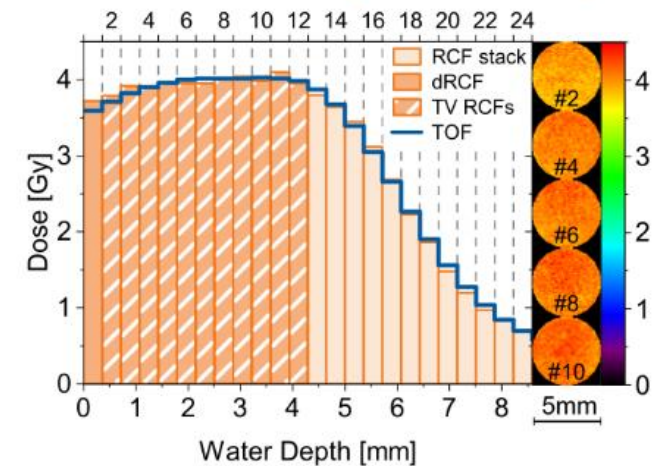 2 4 6 8 10 12 14 16 18 20 22 24
RCF stack
dRCF
TV RCFs
TOF
Dose [Gy]
4
3
2
1
0
0 1 2 3 4 5 6 7 8
Water Depth [mm]
#2
#4
#6
#8
#10
5mm
4
3
2
1
0